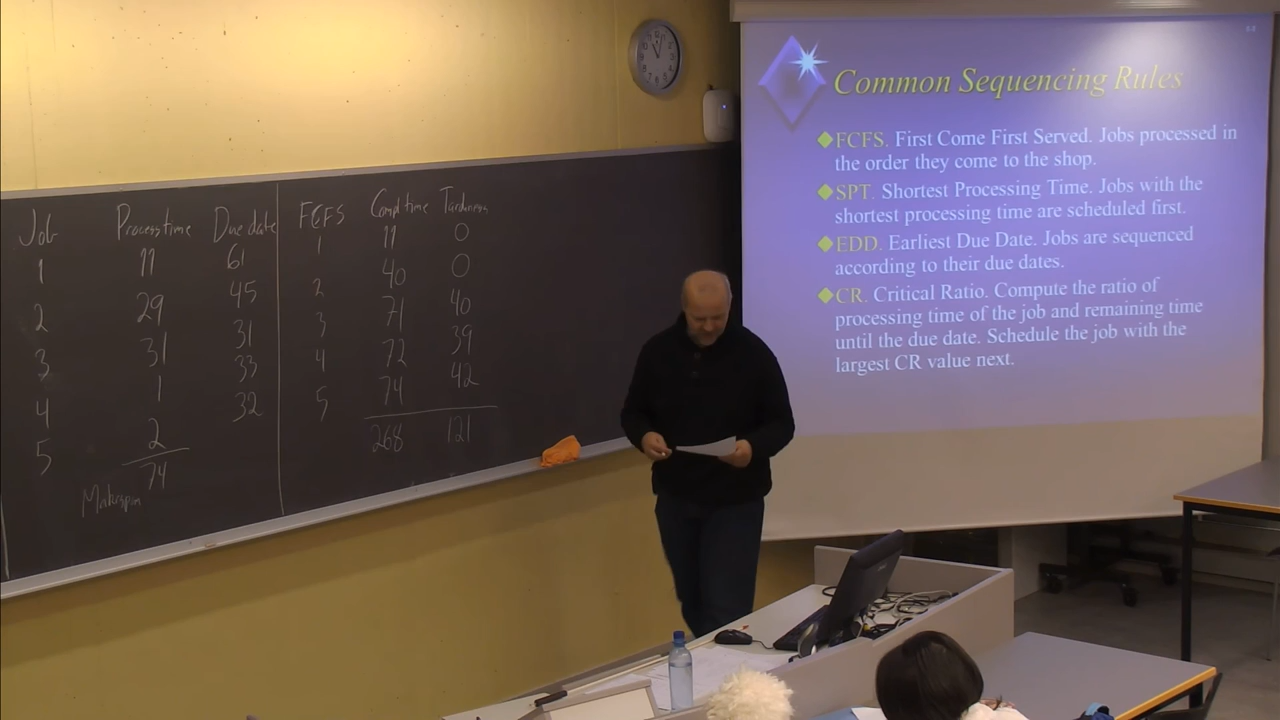 Job Process time Due date FCFS Compl time Tardiness
1 11 61 1 11 0
2 29 45 2 40 0
3 31 31 3 71 40
4 1 33 4 72 39
5 2 32 5 74 42
74 268 121
Makespan
Common Sequencing Rules
FCFS. First Come First Served. Jobs processed in
the order they come to the shop.
SPT. Shortest Processing Time. Jobs with the
shortest processing time are scheduled first.
EDD. Earliest Due Date. Jobs are sequenced
according to their due dates.
CR. Critical Ratio. Compute the ratio of
processing time of the job and remaining time
until the due date. Schedule the job with the
largest CR value next.